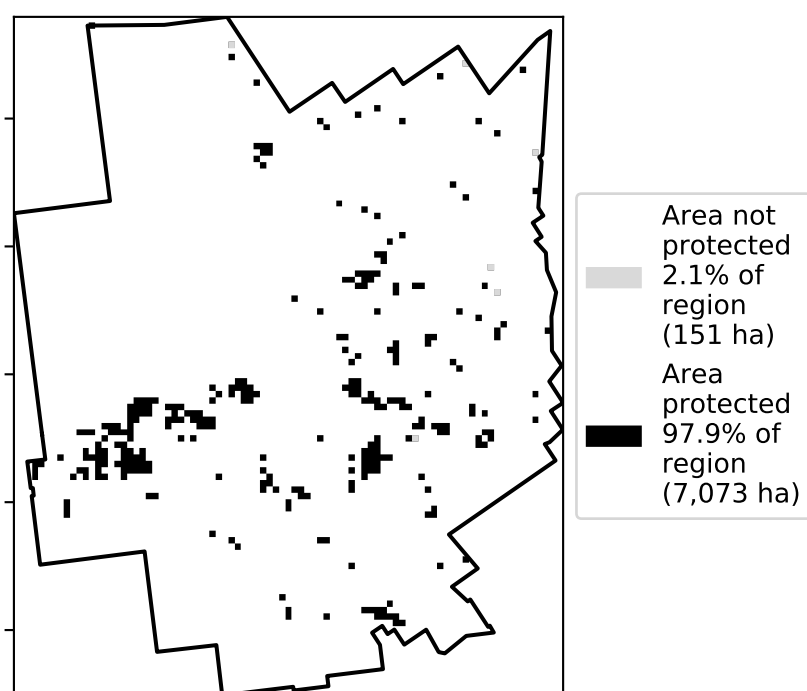 Area not
protected
2.1% of
region
(151 ha)
Area
protected
97.9% of
region
(7,073 ha)